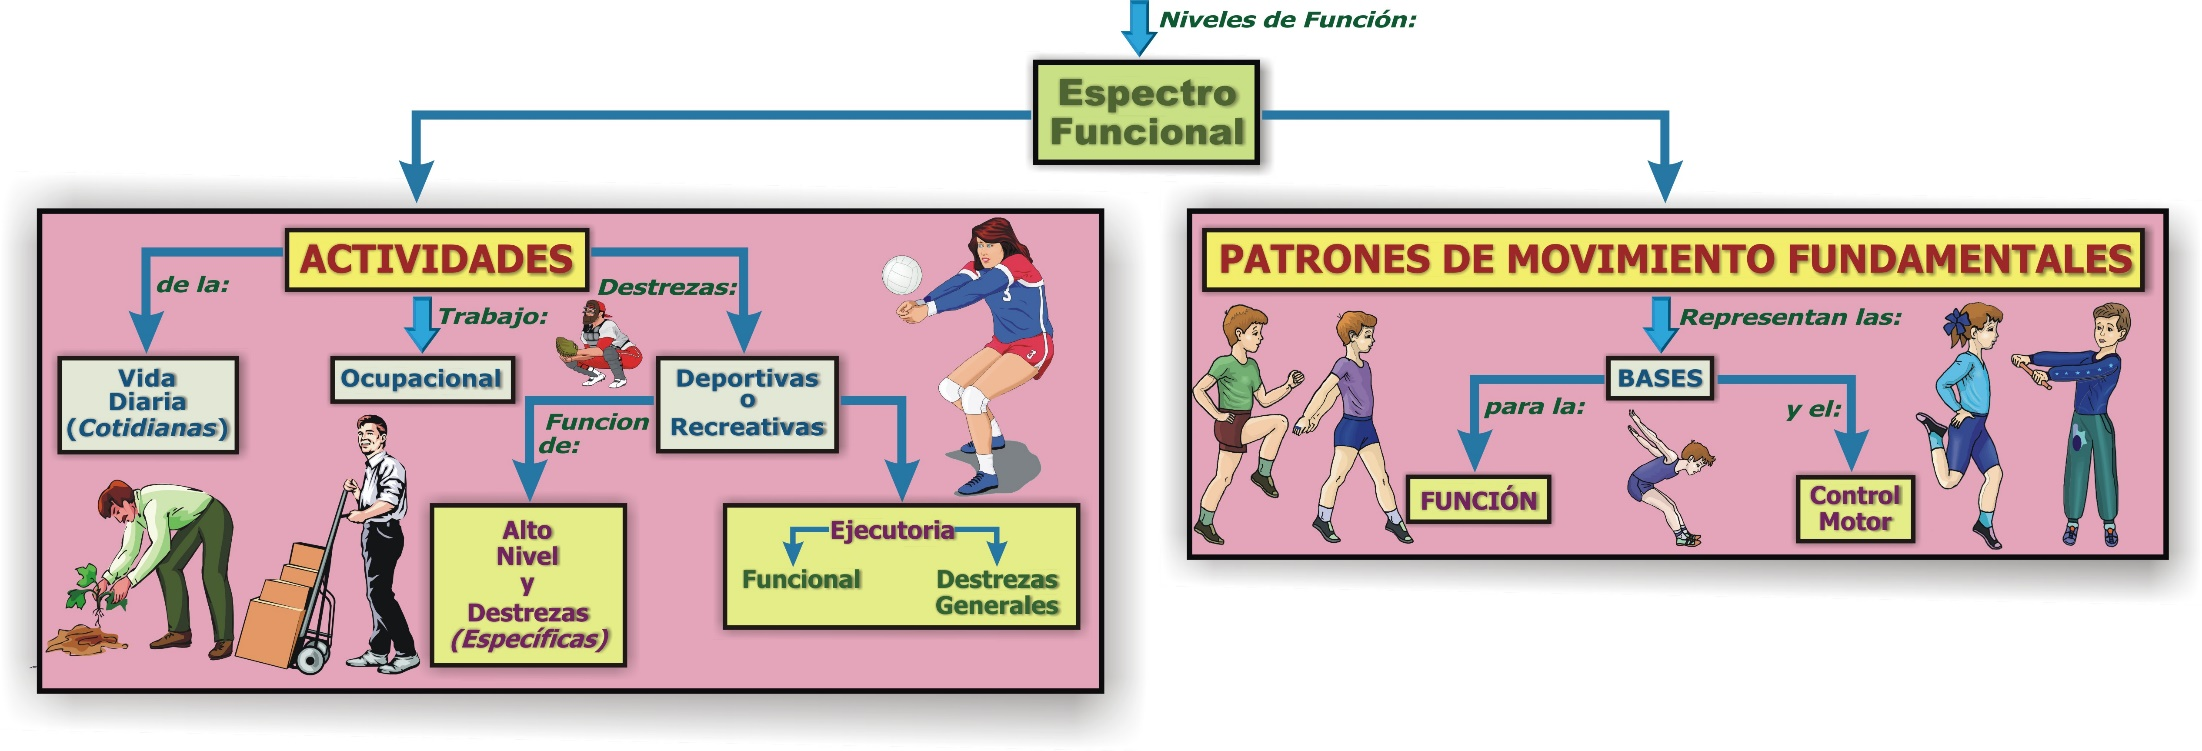 Niveles de Función:
Espectro
Funcional
ACTIVIDADES
de la:
Trabajo:
Destrezas:
Vida
Diaria
(Cotidianas)
Ocupacional
Deportivas
o
Recreativas
Funcion
de:
Alto
Nivel
y
Destrezas
(Específicas)
Ejecutoria
Funcional
Destrezas
Generales
PATRONES DE MOVIMIENTO FUNDAMENTALES
Representan las:
BASES
para la:
y el:
FUNCIÓN
Control
Motor